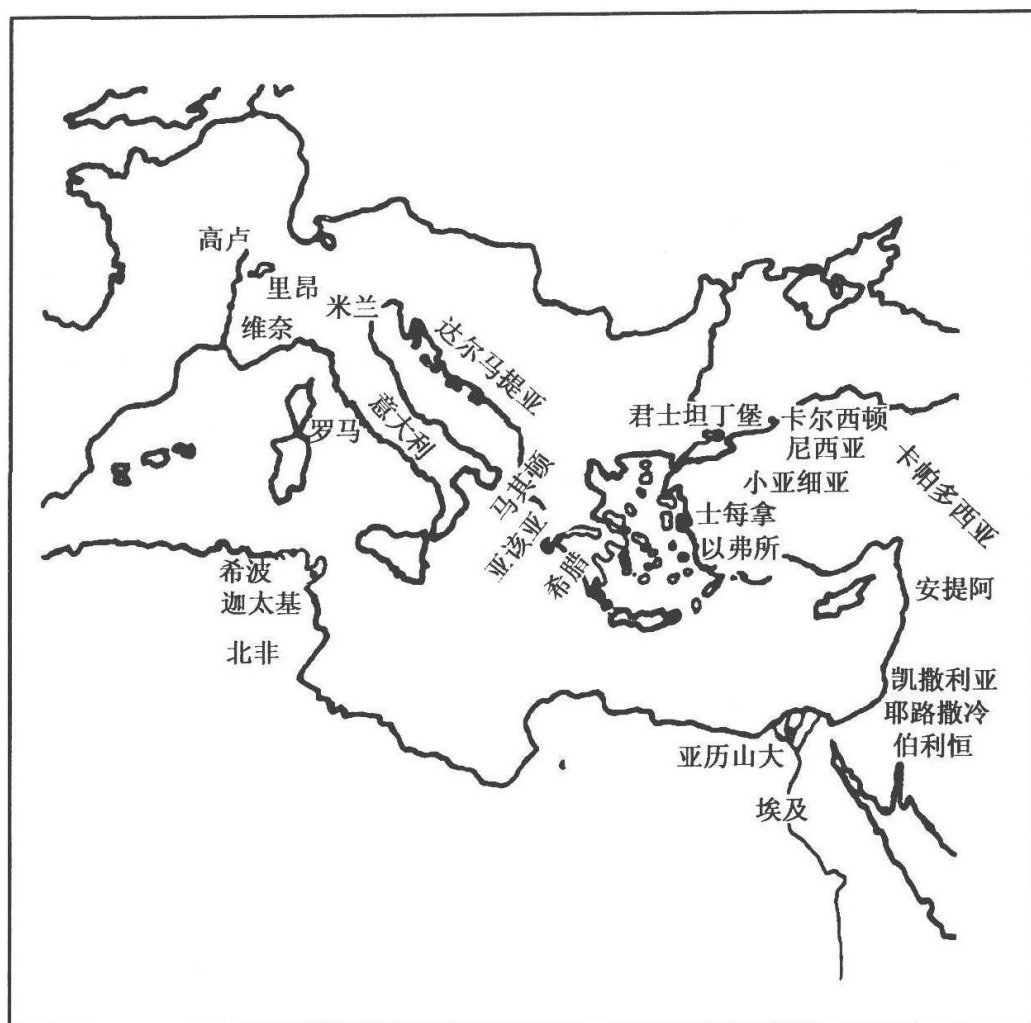 高卢
里昂
米兰
维奈
达尔马提亚
意大利
罗马
君士坦丁堡
卡尔西顿
尼西亚
卡帕多西亚
小亚细亚
马其顿
士每拿
亚该亚
以弗所
希腊
希波
迦太基
安提阿
北非
凯撒利亚
耶路撒冷
伯利恒
亚历山大
埃及